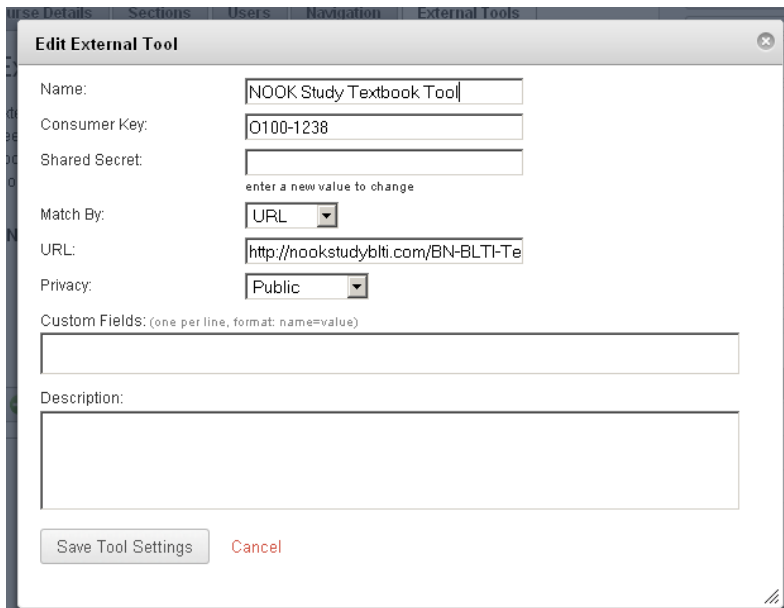 urse Details Sections Users Navigation External Tools
Edit External Tool
Name: NOOK Study Textbook Tool
Consumer Key: O100-1238
Shared Secret:
enter a new value to change
Match By: URL
URL: http://nookstudyblti.com/BN-BLTI-Te
Privacy: Public
Custom Fields: (one per line, format: name=value)
Description:
Save Tool Settings Cancel